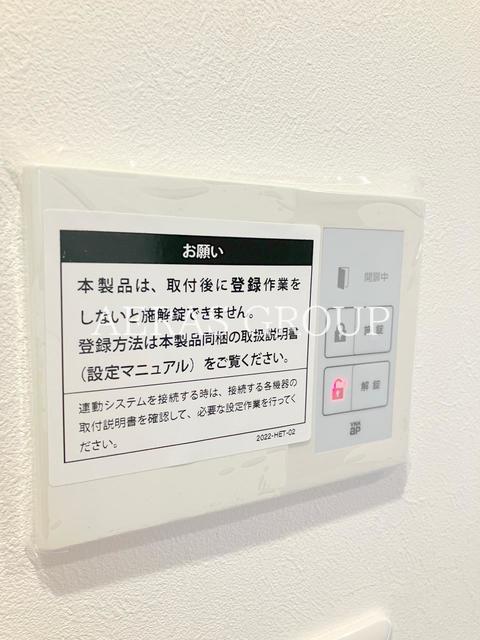 お願い
本製品は、取付後に登録作業を
しないと施解錠できません。
登録方法は本製品同梱の取扱説明書
(設定マニュアル)をご覧ください。
連動システムを接続する時は、接続する各機器の
取付説明書を確認して、必要な設定作業を行ってく
ださい。
2022-HET-02
開扉中
施錠
解錠
YKK
ap
AERAS GROUP